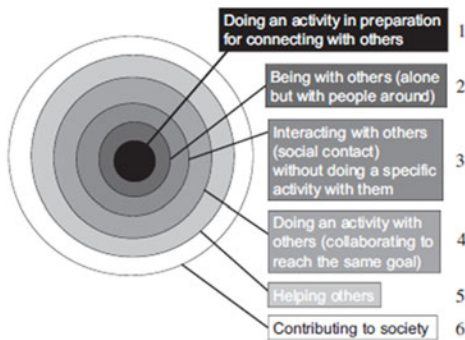 Doing an activity in preparation
for connecting with others
1
Being with others (alone
but with people around)
2
Interacting with others
(social contact)
without doing a specific
activity with them
3
Doing an activity with
others (collaborating to
reach the same goal)
4
Helping others
5
Contributing to society
6